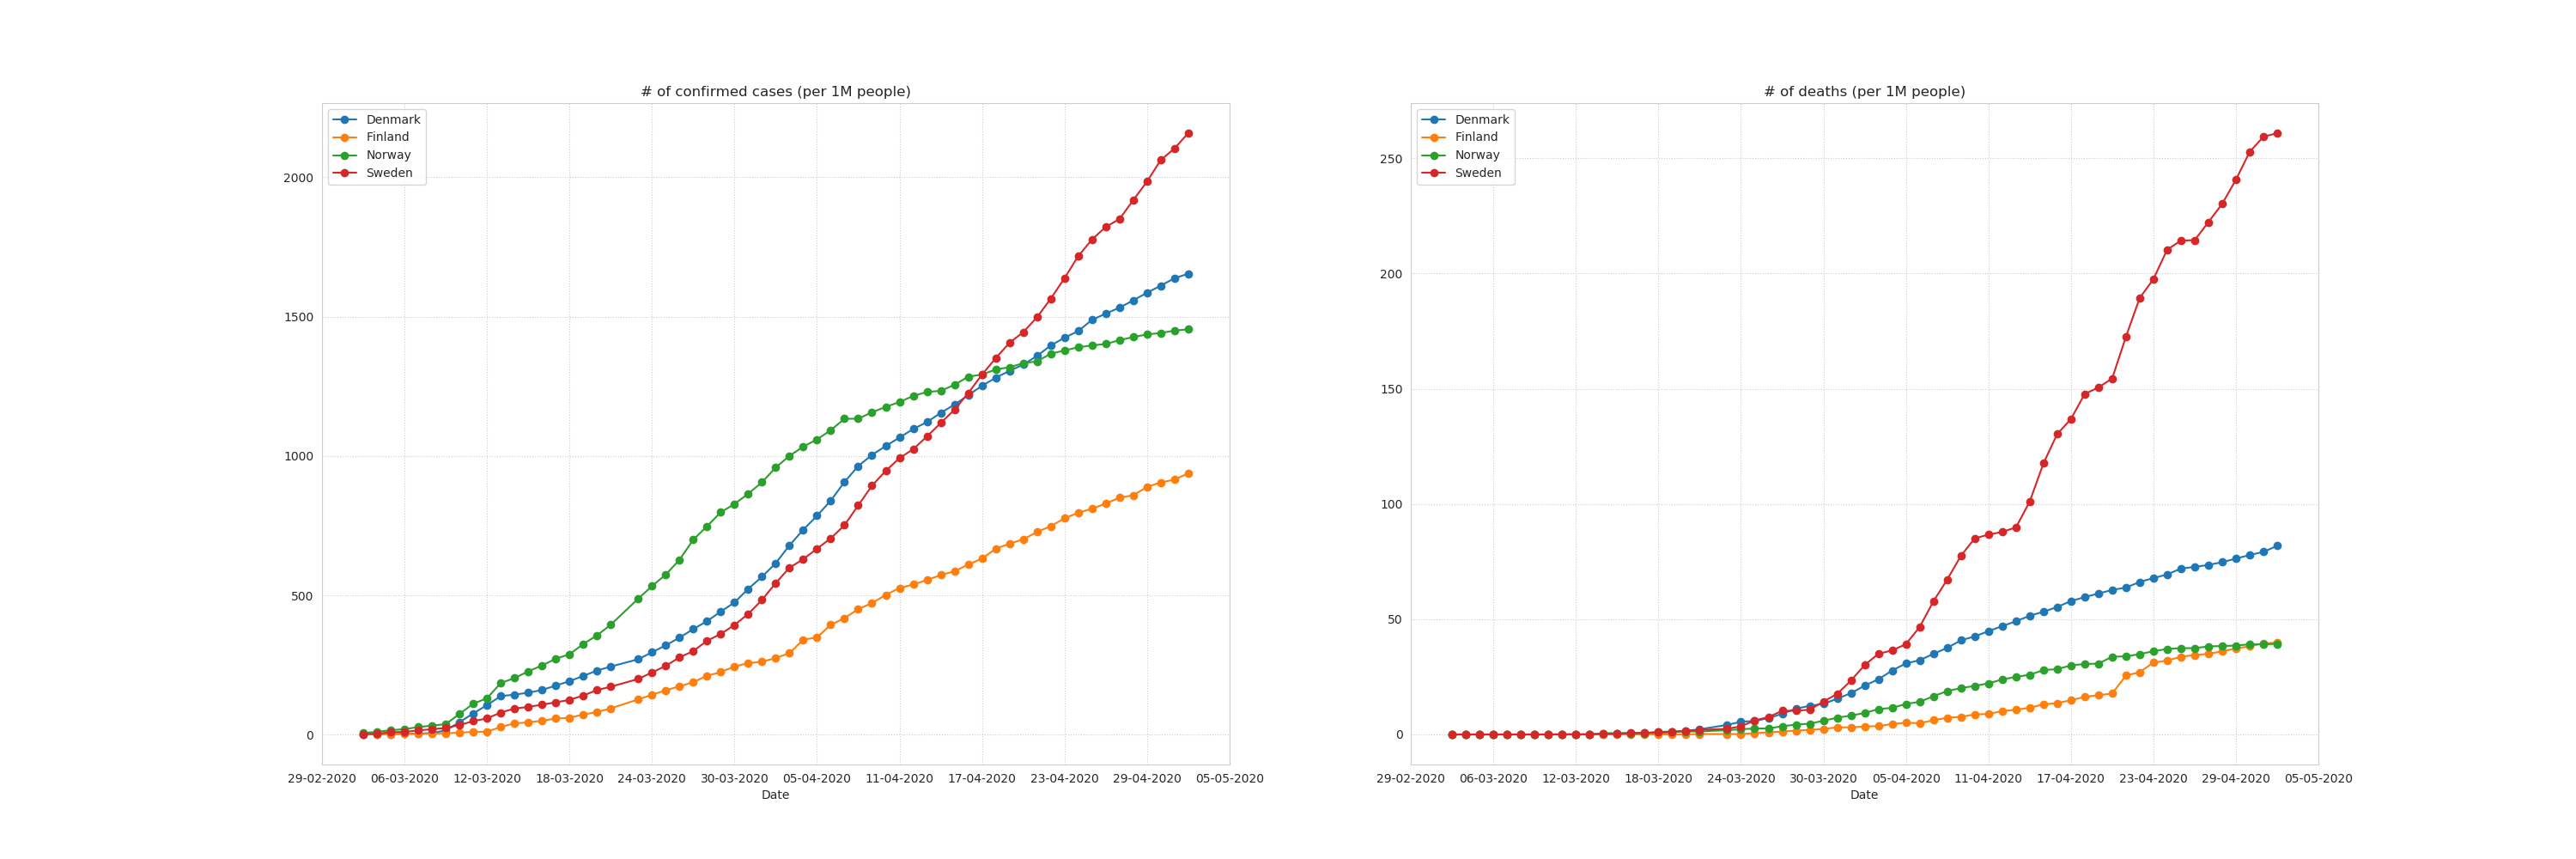 # of confirmed cases (per 1M people)
Denmark
Finland
Norway
Sweden
2000
1500
1000
500
0
29-02-2020 06-03-2020 12-03-2020 18-03-2020 24-03-2020 30-03-2020 05-04-2020 11-04-2020 17-04-2020 23-04-2020 29-04-2020 05-05-2020
Date
# of deaths (per 1M people)
Denmark
Finland
Norway
Sweden
250
200
150
100
50
0
29-02-2020 06-03-2020 12-03-2020 18-03-2020 24-03-2020 30-03-2020 05-04-2020 11-04-2020 17-04-2020 23-04-2020 29-04-2020 05-05-2020
Date